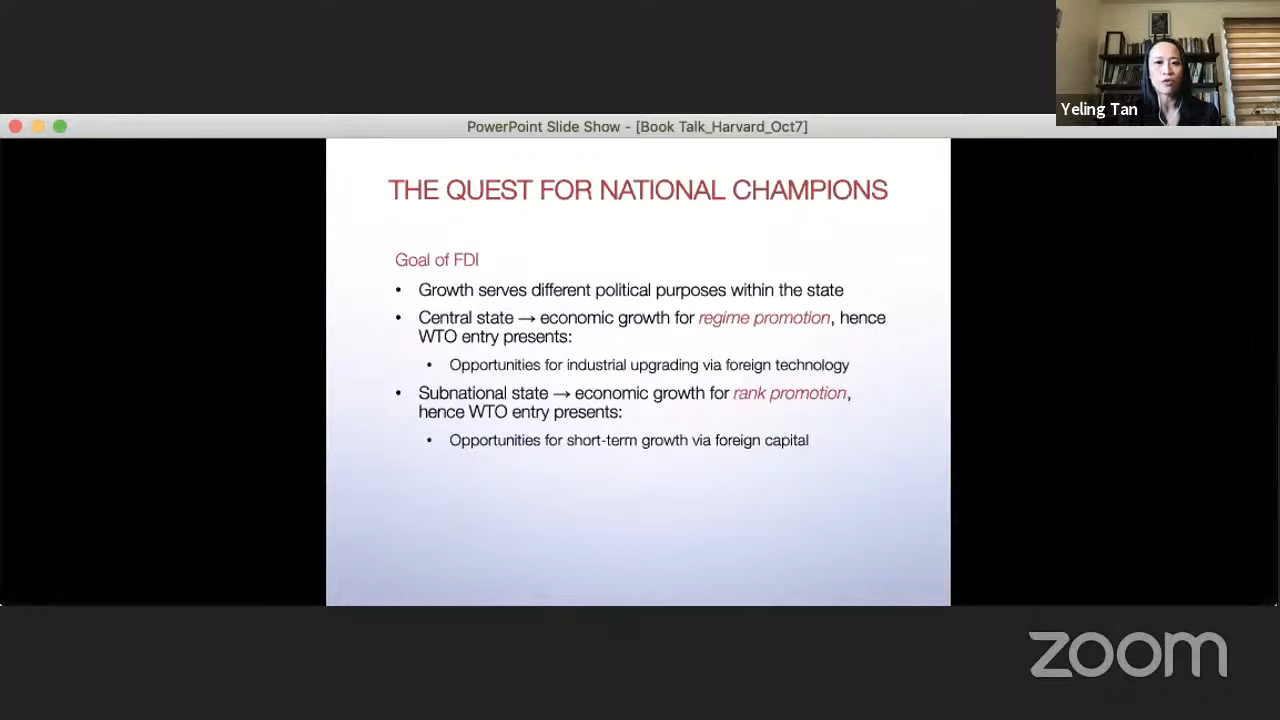 Yeling Tan
PowerPoint Slide Show - [Book Talk_Harvard_Oct7]
THE QUEST FOR NATIONAL CHAMPIONS
Goal of FDI
• Growth serves different political purposes within the state
• Central state → economic growth for regime promotion, hence
WTO entry presents:
• Opportunities for industrial upgrading via foreign technology
• Subnational state → economic growth for rank promotion,
hence WTO entry presents:
• Opportunities for short-term growth via foreign capital
zoom